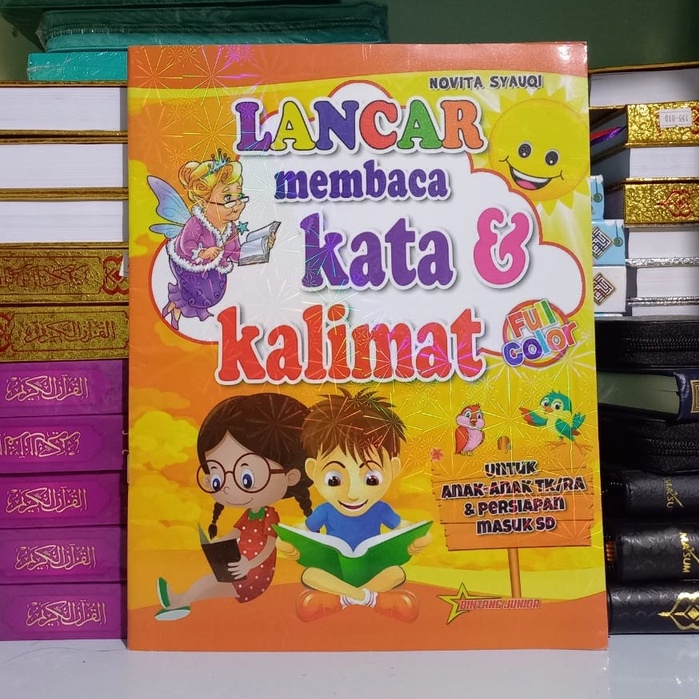 NOVITA SYAUQI
LANCAR
membaca
kata &
kalimat
Full
Color
UNTUK
ANAK-ANAK TK/RA
& PERSIAPAN
MASUK SD
BINTANG JUNIOR
القرآن الكريم
القرآن الكريم
القرآن الكريم
القرآن الكريم
القرآن الكريم